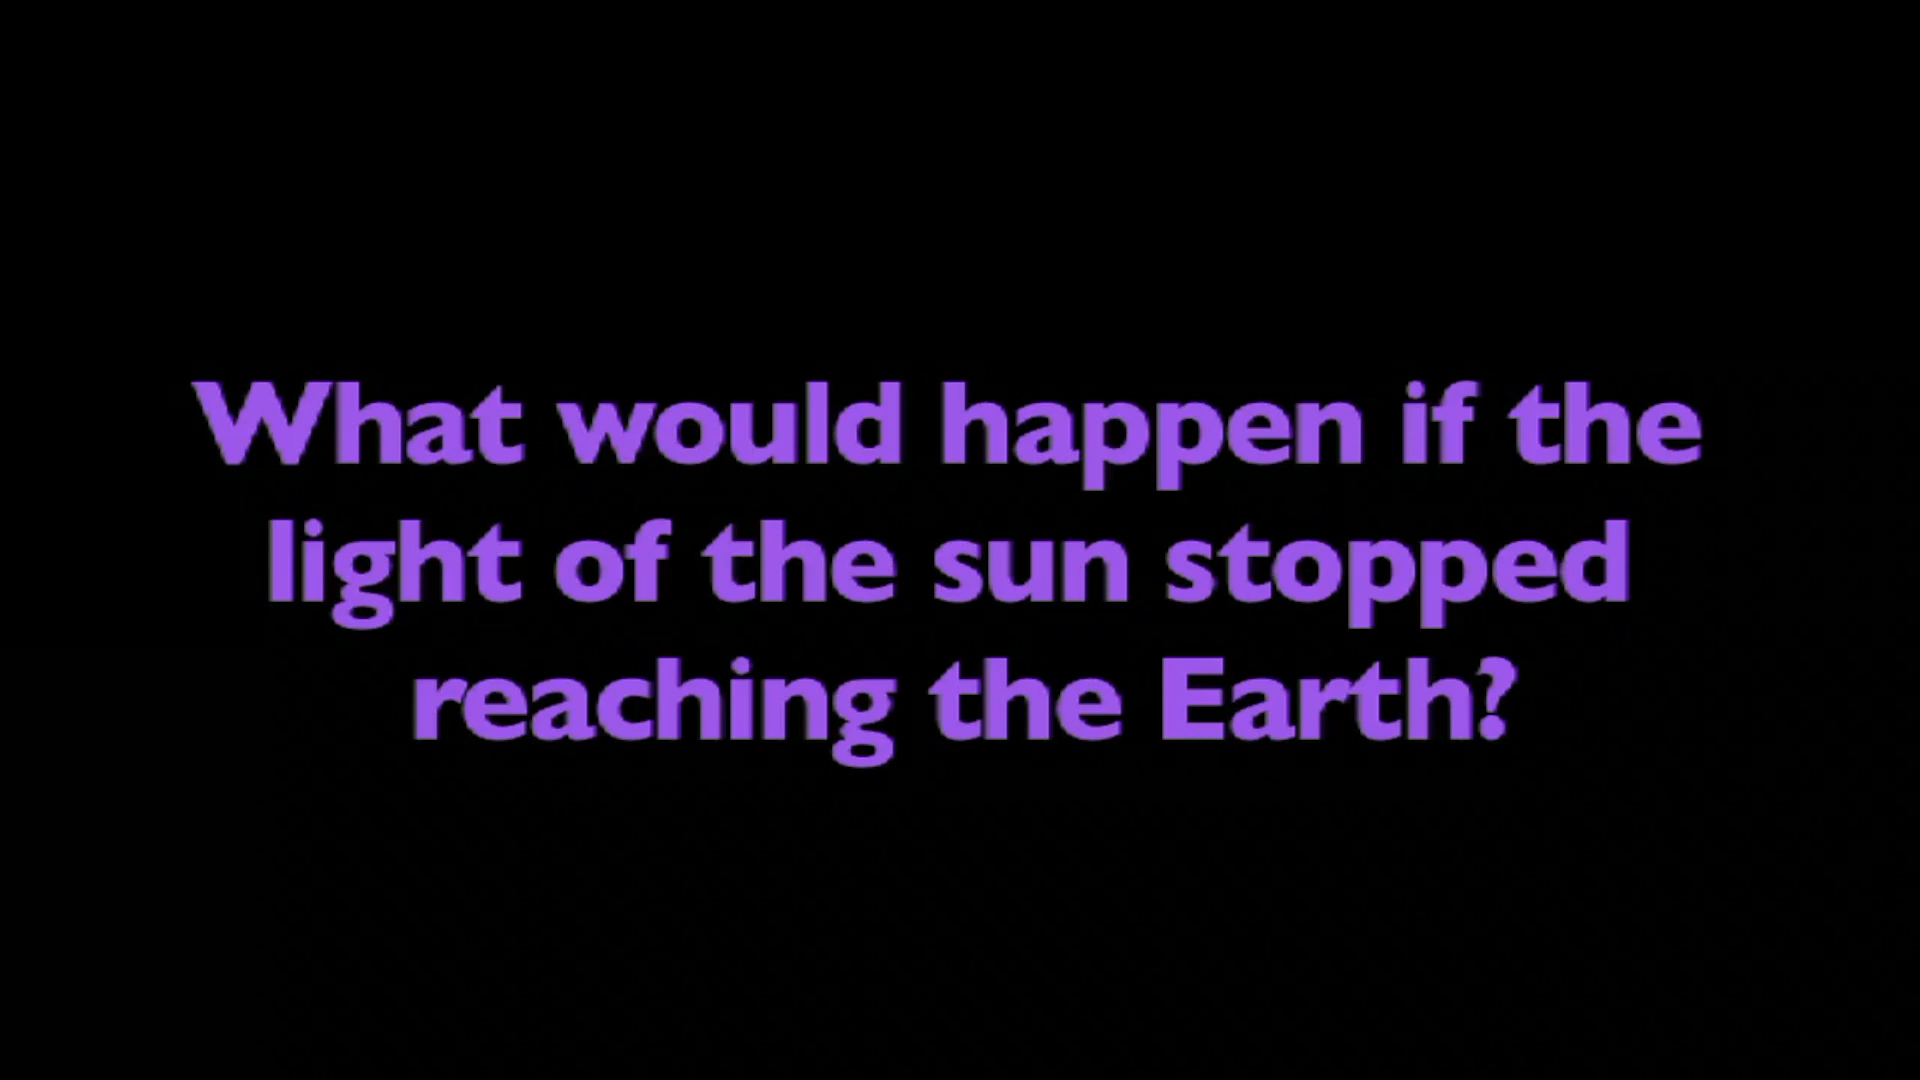 What would happen if the
light of the sun stopped
reaching the Earth?